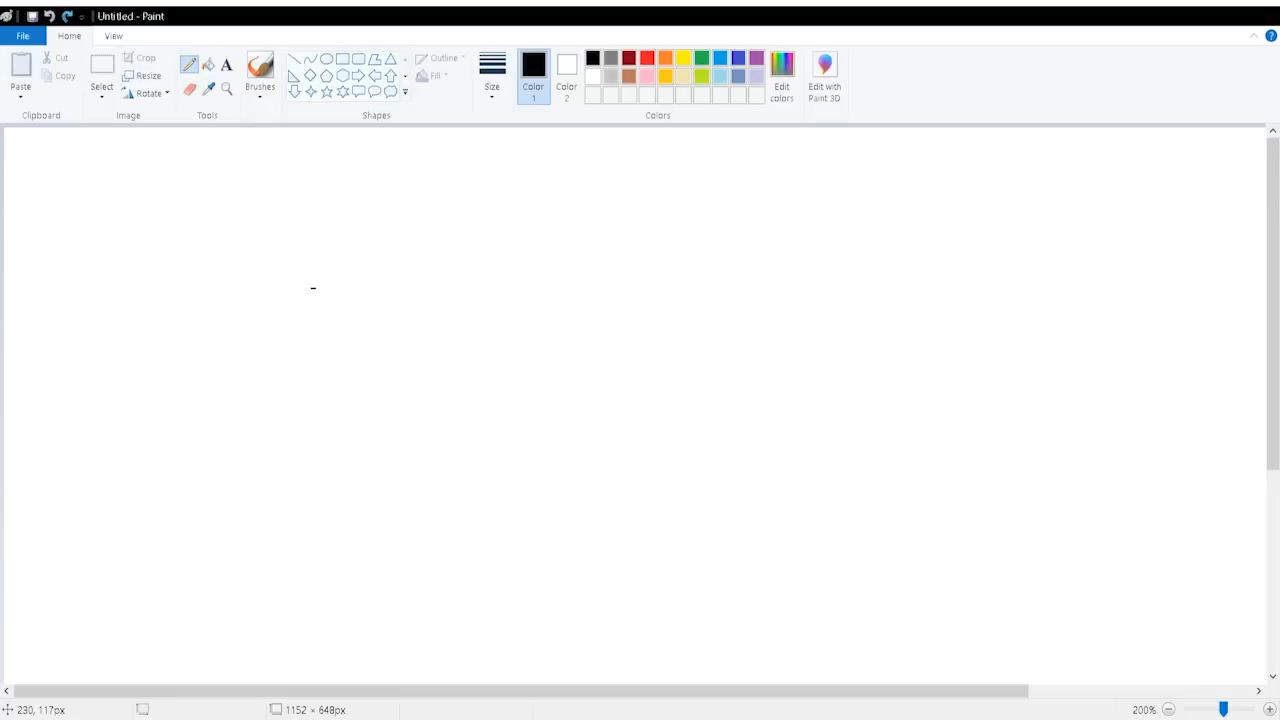 Untitled - Paint
File Home View
Paste
Cut
Copy
Clipboard
Select
Crop
Resize
Rotate
Image
A
Tools
Brushes
Outline
Fill
Shapes
Size
Color 1
Color 2
Edit colors
Colors
Edit with Paint 3D
230, 117px
1152 × 648px
200%